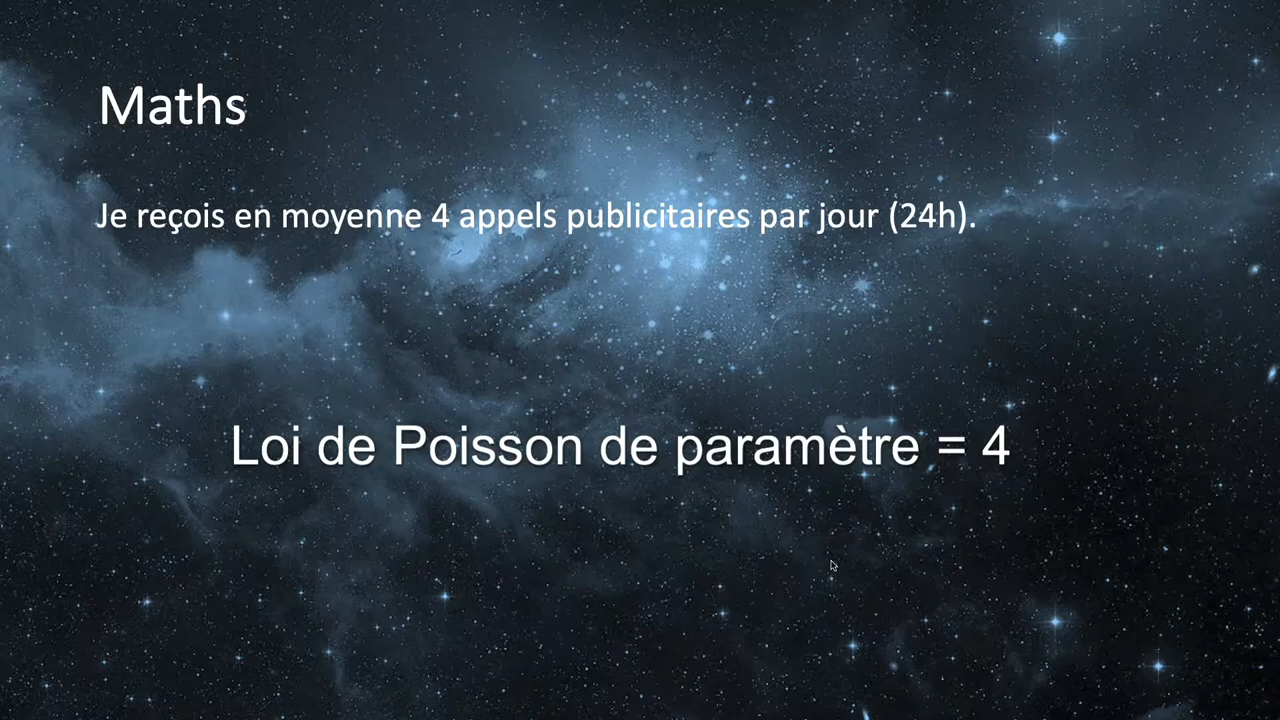 Maths
Je reçois en moyenne 4 appels publicitaires par jour (24h).
Loi de Poisson de paramètre = 4